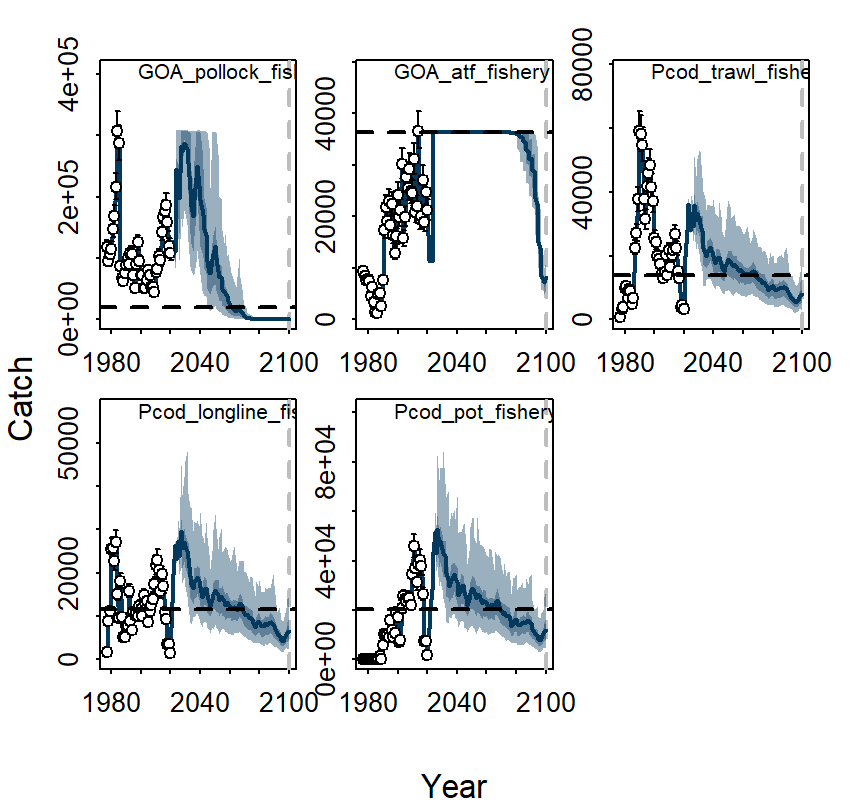 GOA_pollock_fisl
GOA_atf_fishery
Pcod_trawl_fishe
0e+00 2e+05 4e+05
0 20000 40000
0 40000 80000
1980 2040 2100
1980 2040 2100
1980 2040 2100
Catch
Pcod_longline_fis
Pcod_pot_fishery
0 20000 50000
0e+00 4e+04 8e+04
1980 2040 2100
1980 2040 2100
Year